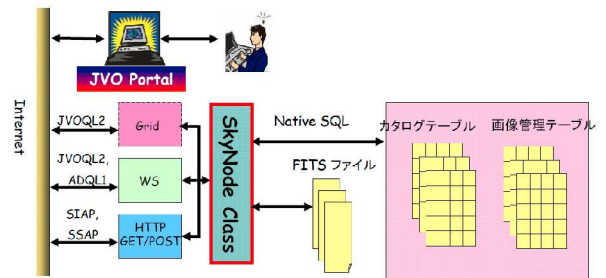 JVO Portal
Internet
JVOQL2
Grid
JVOQL2,
ADQL1
WS
SIAP,
SSAP
HTTP
GET/POST
SkyNode Class
Native SQL
FITS ファイル
カタログテーブル
画像管理テーブル